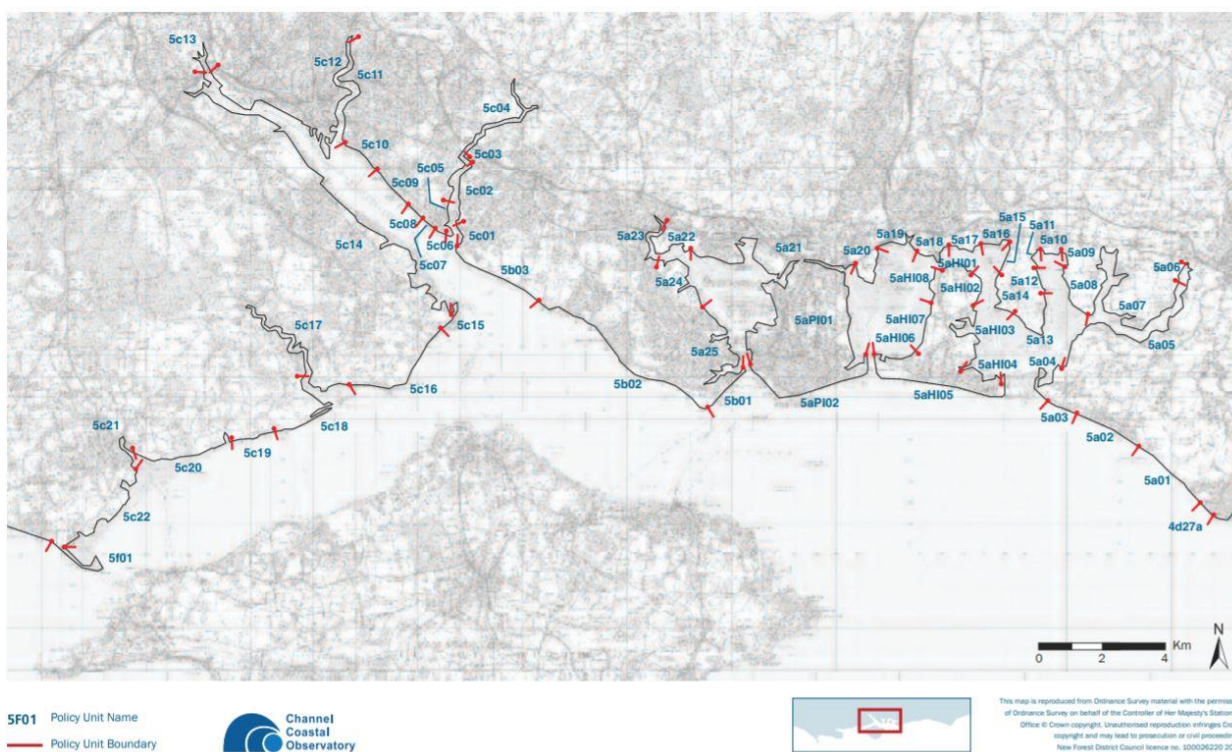 5c13
5c12
5c11
5c04
5c03
5c10
5c05
5c02
5c09
5c08
5c01
5c06
5c07
5c14
5b03
5c15
5c17
5c16
5c18
5c21
5c20
5c19
5c22
5f01
5b02
5b01
5a23
5a22
5a21
5a24
5a25
5aPI01
5aPI02
5a20
5a19
5a18
5a17
5a16
5a15
5a11
5a10
5a09
5aHI01
5aHI08
5aHI02
5a12
5a08
5a06
5a14
5a07
5aHI07
5aHI03
5a13
5a05
5aHI06
5aHI04
5a04
5aHI05
5a03
5a02
5a01
4d27a
N
Km
0 2 4
5F01 Policy Unit Name
Policy Unit Boundary
Channel
Coastal
Observatory
This map is reproduced from Ordnance Survey material with the permis
of Ordnance Survey on behalf of the Controller of Her Majesty's Station
Office © Crown copyright. Unauthorised reproduction infringes Cro
copyright and may lead to prosecution or civil proceedi
New Forest District Council licence no. 100026220 20